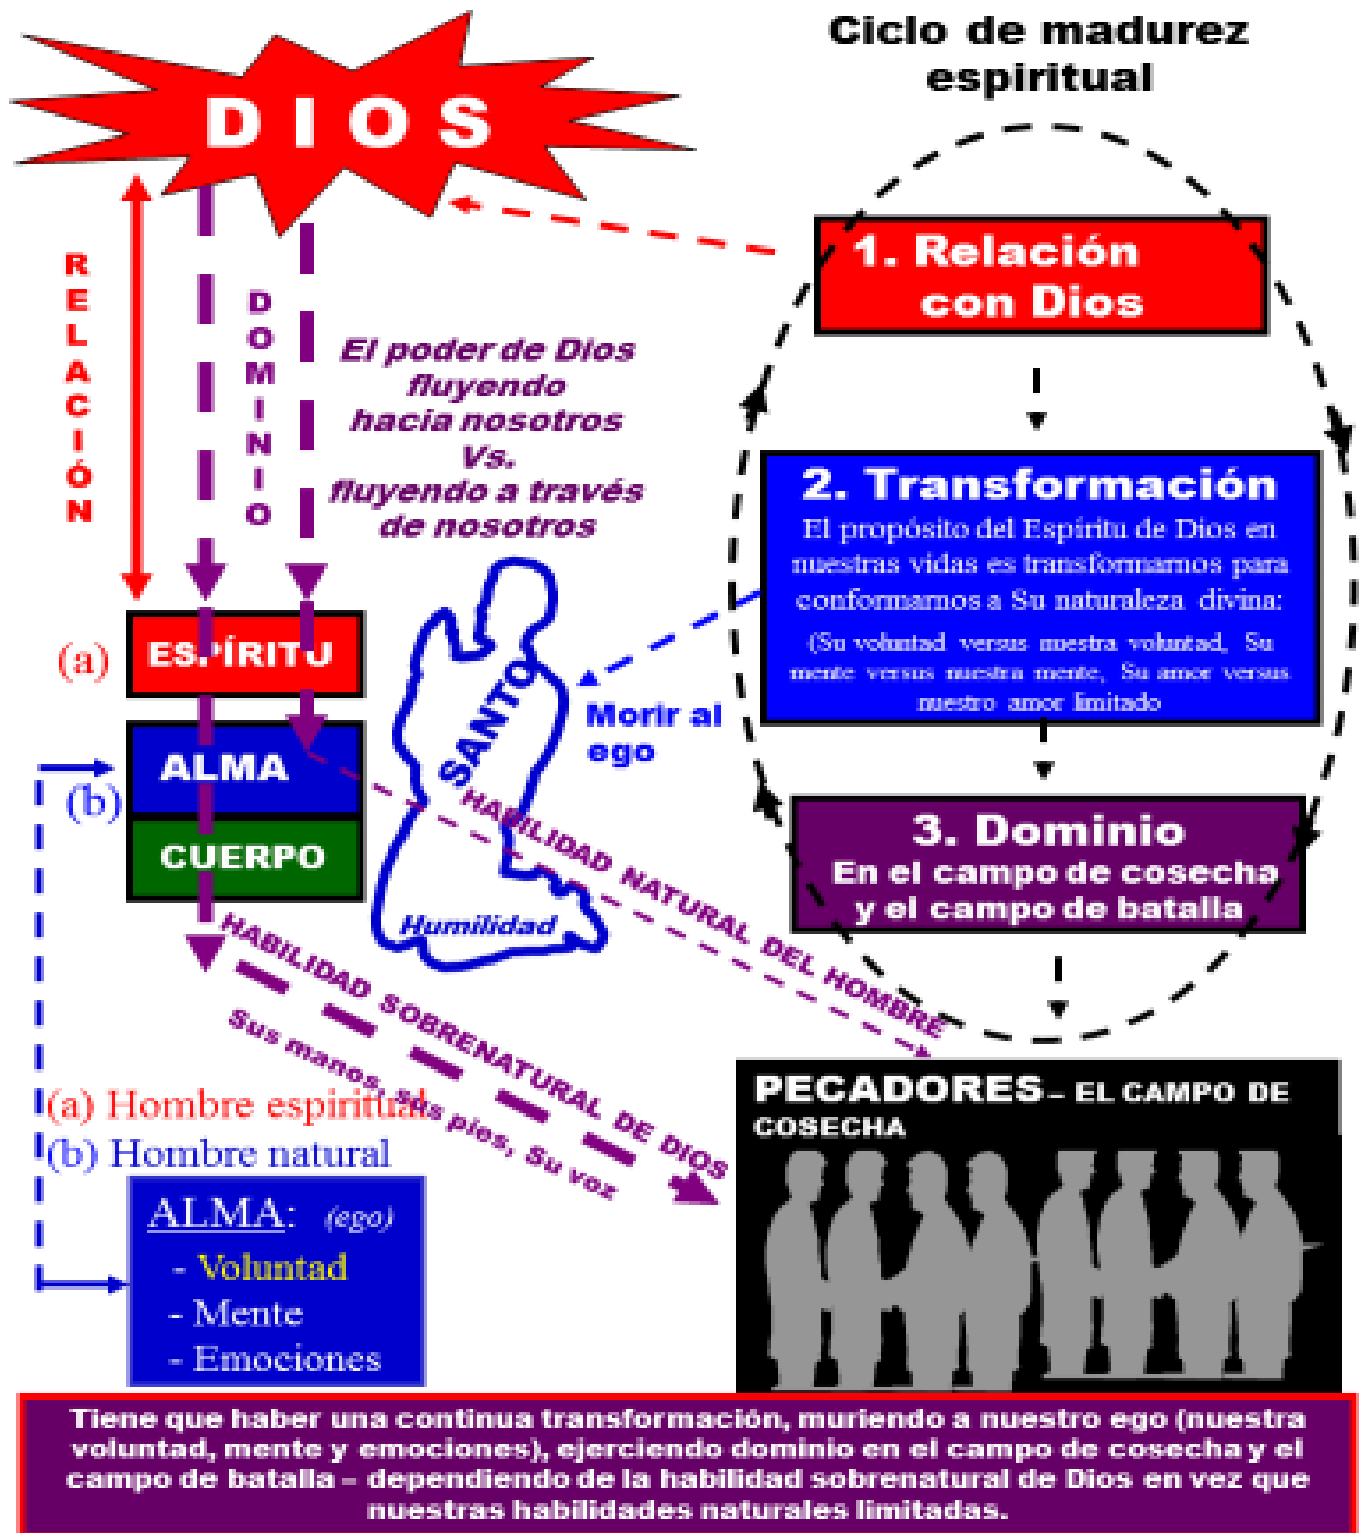 Ciclo de madurez
espiritual
D I O S
RELACIÓN
DOMINIO
El poder de Dios
fluyendo
hacia nosotros
Vs.
fluyendo a través
de nosotros
1. Relación
con Dios
2. Transformación
El propósito del Espíritu de Dios en
nuestras vidas es transformarnos para
conformarnos a Su naturaleza divina:
(Su voluntad versus nuestra voluntad, Su
mente versus nuestra mente, Su amor versus
nuestro amor limitado
3. Dominio
En el campo de cosecha
y el campo de batalla
(a)
ESPÍRITU
(b)
ALMA
CUERPO
SANTO
Humilidad
Morir al
ego
HABILIDAD NATURAL DEL HOMBRE
HABILIDAD SOBRENATURAL DE DIOS
Sus manos, sus pies, Su voz
(a) Hombre espiritual
(b) Hombre natural
ALMA: (ego)
- Voluntad
- Mente
- Emociones
PECADORES – EL CAMPO DE
COSECHA
Tiene que haber una continua transformación, muriendo a nuestro ego (nuestra
voluntad, mente y emociones), ejerciendo dominio en el campo de cosecha y el
campo de batalla – dependiendo de la habilidad sobrenatural de Dios en vez que
nuestras habilidades naturales limitadas.